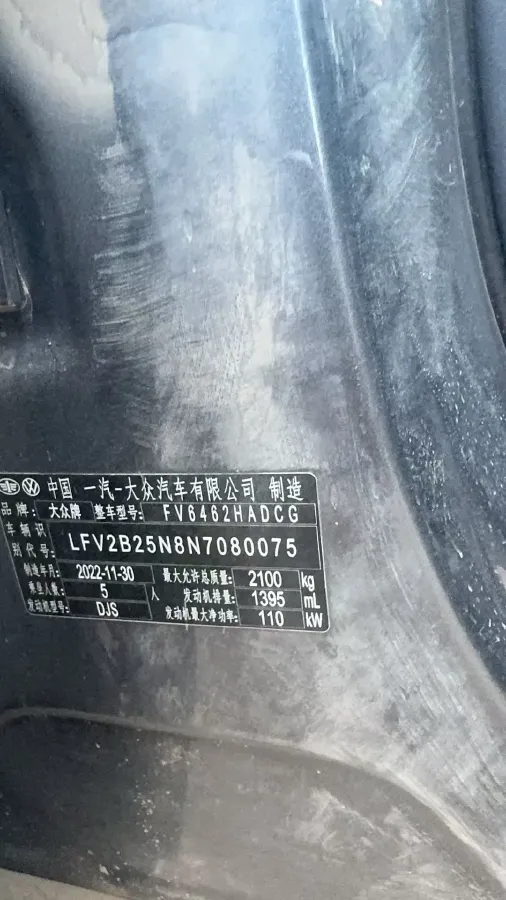 中国 一汽-大众汽车有限公司 制造
品牌: 大众牌 整车型号: FV6462HADCG
车辆识别代号: LFV2B25N8N7080075
制造年月: 2022-11-30 最大允许总质量: 2100 kg
乘坐人数: 5 人 发动机排量: 1395 mL
发动机型号: DJS 发动机最大净功率: 110 kW